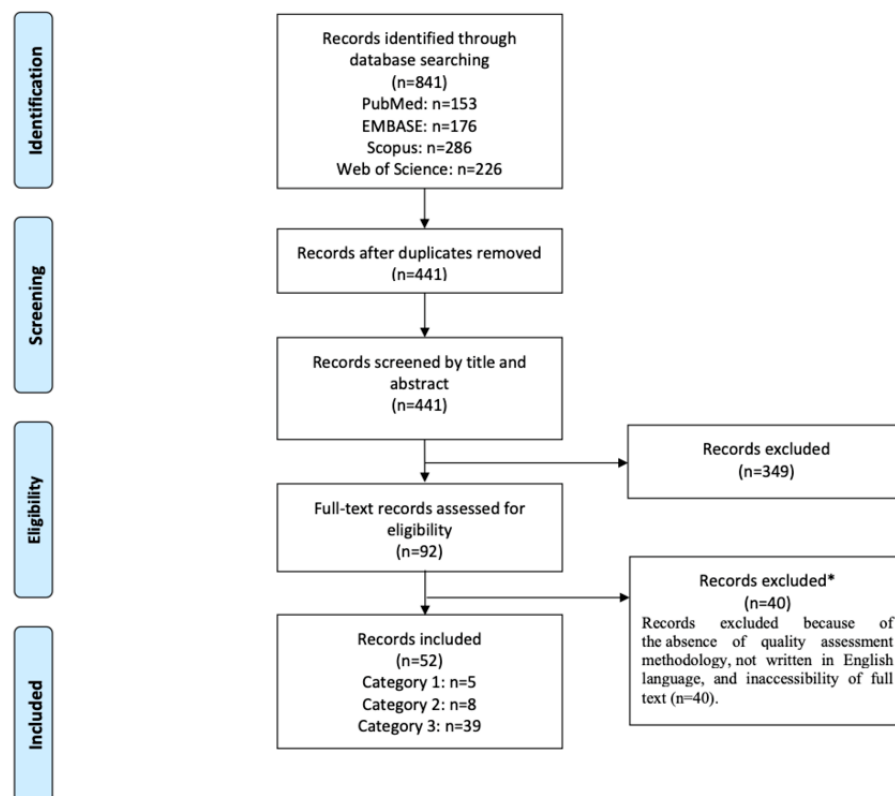 Identification
Records identified through
database searching
(n=841)
PubMed: n=153
EMBASE: n=176
Scopus: n=286
Web of Science: n=226
Screening
Records after duplicates removed
(n=441)
Records screened by title and
abstract
(n=441)
Eligibility
Records excluded
(n=349)
Full-text records assessed for
eligibility
(n=92)
Records excluded*
(n=40)
Records excluded because of
the absence of quality assessment
methodology, not written in English
language, and inaccessibility of full
text (n=40).
Included
Records included
(n=52)
Category 1: n=5
Category 2: n=8
Category 3: n=39